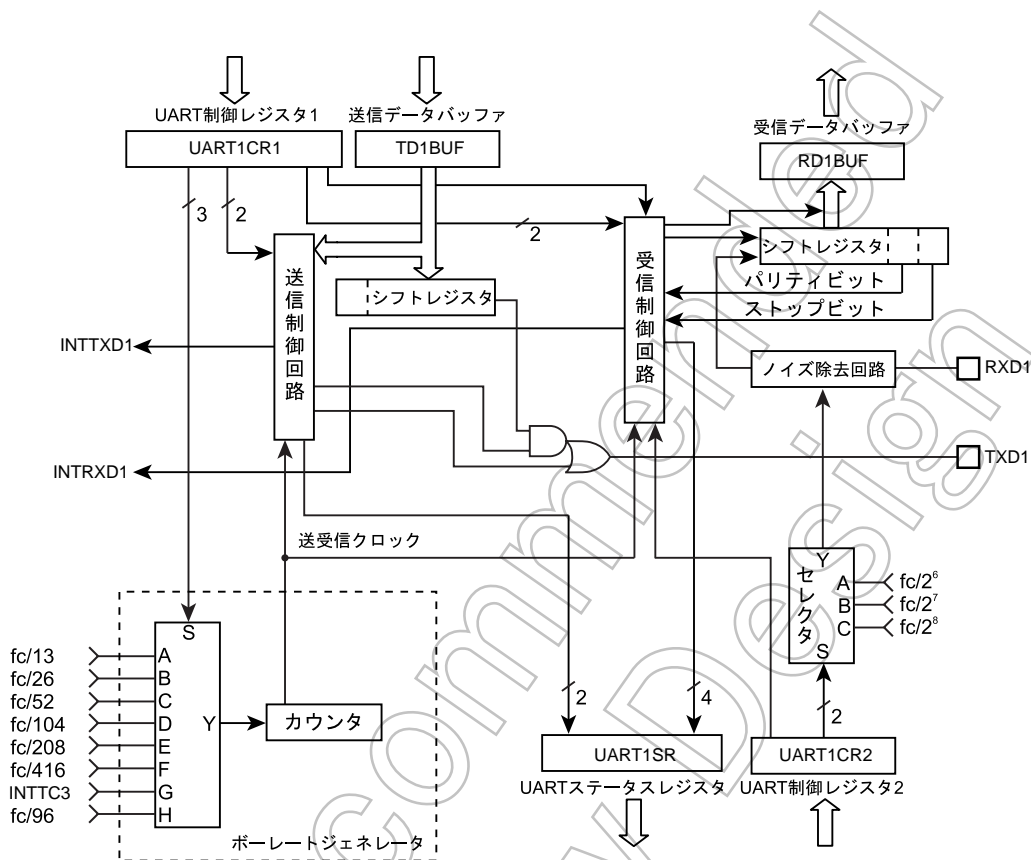 UART制御レジスタ1
送信データバッファ
受信データバッファ
UART1CR1
TD1BUF
RD1BUF
3
2
2
送信制御回路
シフトレジスタ
受信制御回路
シフトレジスタ
パリティビット
ストップビット
INTTXD1
ノイズ除去回路
RXD1
INTRXD1
TXD1
送受信クロック
Y
セレクタ
A
B
C
S
fc/2⁶
fc/2⁷
fc/2⁸
S
fc/13
A
fc/26
B
fc/52
C
fc/104
D
Y
カウンタ
fc/208
E
fc/416
F
INTTC3
G
fc/96
H
ボーレートジェネレータ
2
4
2
UART1SR
UART1CR2
UARTステータスレジスタ
UART制御レジスタ2
commended
w Design